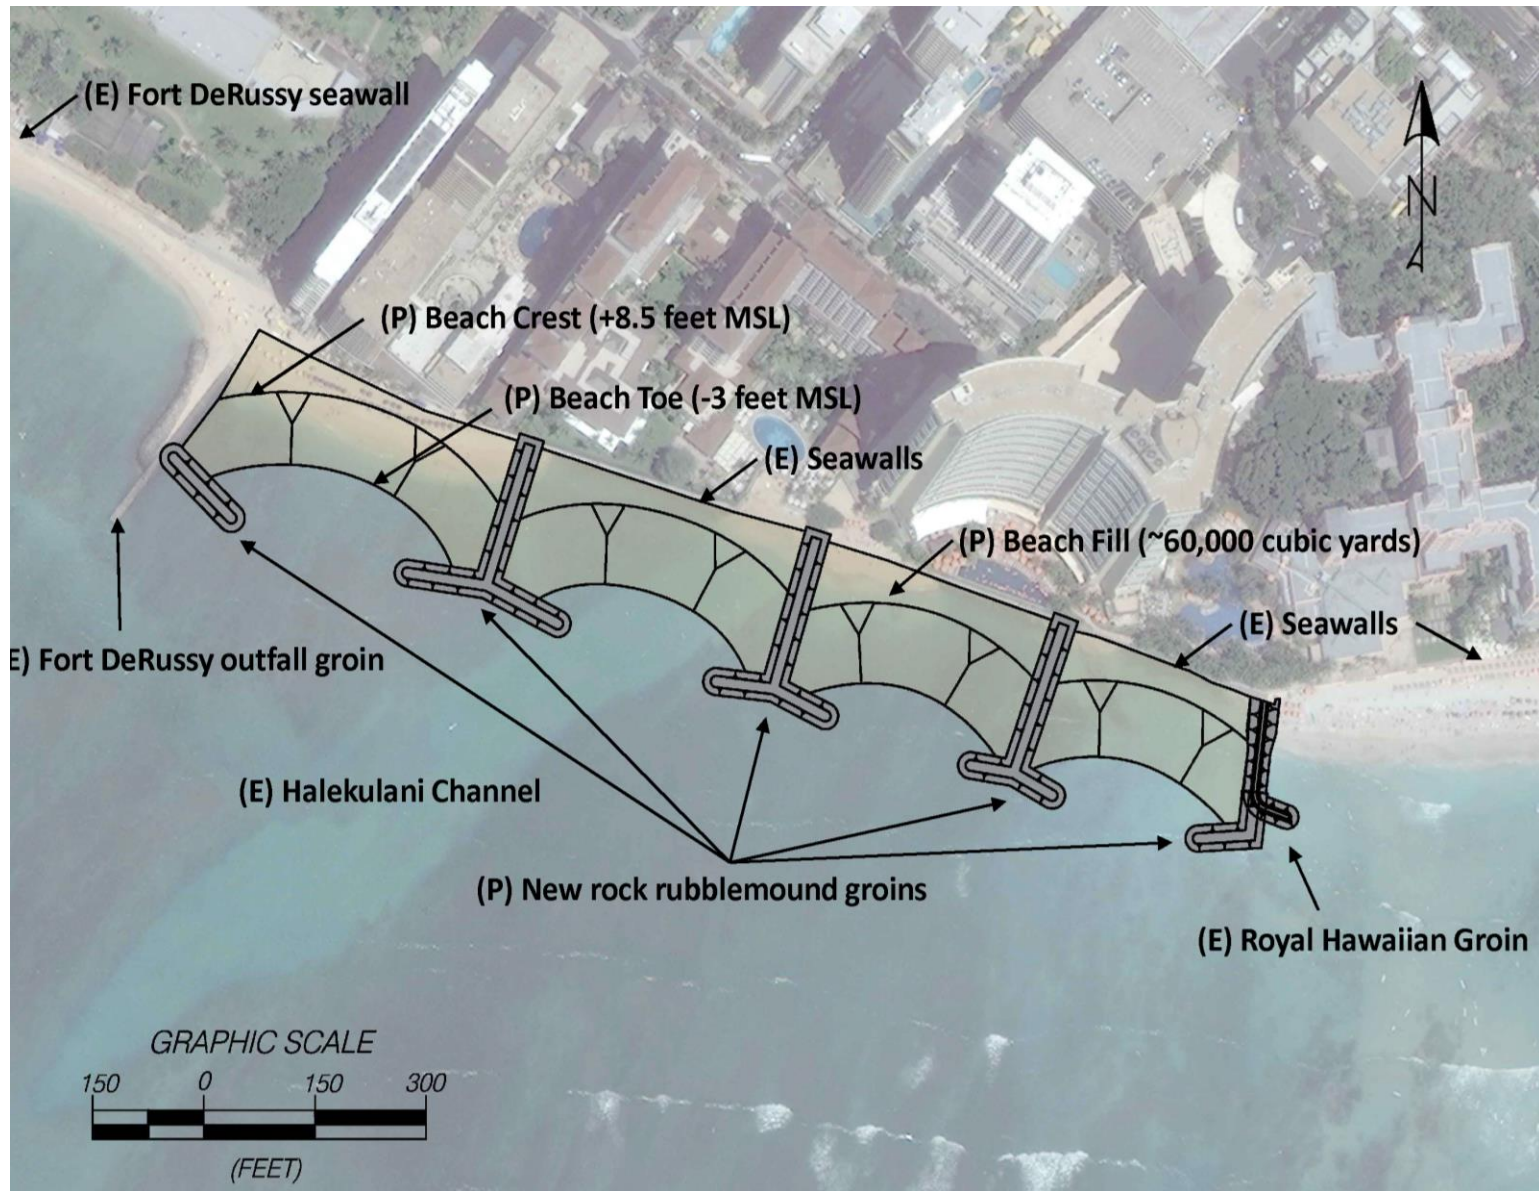 (E) Fort DeRussy seawall
N
(P) Beach Crest (+8.5 feet MSL)
(P) Beach Toe (-3 feet MSL)
(E) Seawalls
(P) Beach Fill (~60,000 cubic yards)
(E) Seawalls
E) Fort DeRussy outfall groin
(E) Halekulani Channel
(P) New rock rubblemound groins
(E) Royal Hawaiian Groin
GRAPHIC SCALE
150 0 150 300
(FEET)